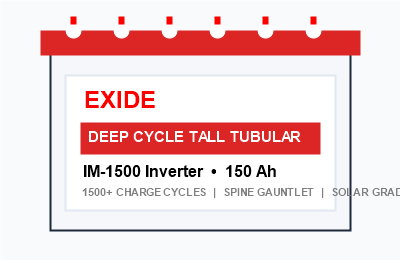 EXIDE
DEEP CYCLE TALL TUBULAR
IM-1500 Inverter • 150 Ah
1500+ CHARGE CYCLES | SPINE GAUNTLET | SOLAR GRAD